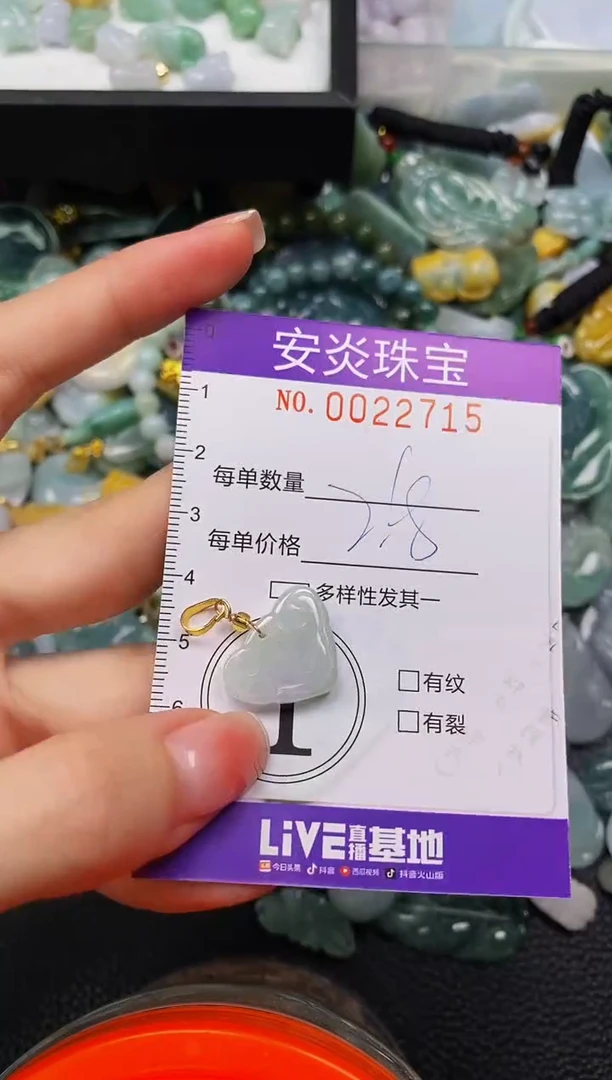 0
安炎珠宝
1
NO. 0022715
2
每单数量
3
每单价格
4
多样性发其一
5
有纹
6
有裂
1
LiVE直播基地
今日头条 抖音 西瓜视频 抖音火山版